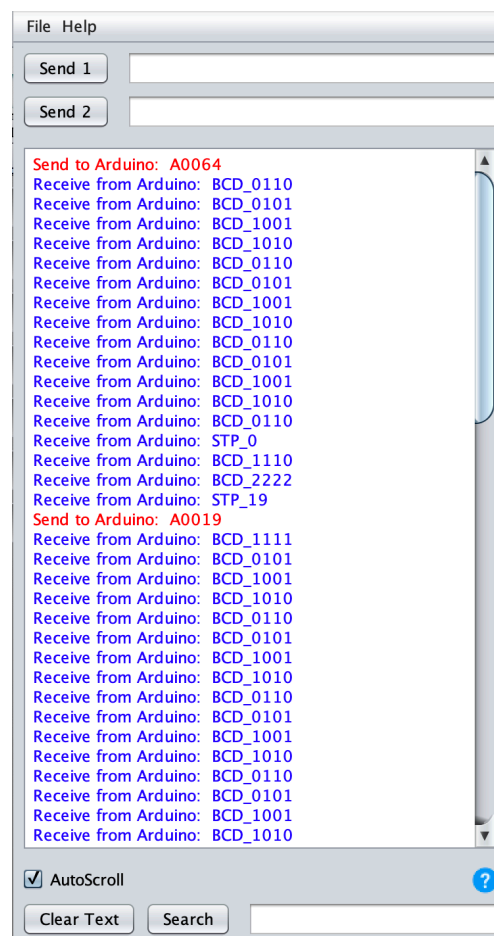 File Help
Send 1
Send 2
Send to Arduino: A0064
Receive from Arduino: BCD_0110
Receive from Arduino: BCD_0101
Receive from Arduino: BCD_1001
Receive from Arduino: BCD_1010
Receive from Arduino: BCD_0110
Receive from Arduino: BCD_0101
Receive from Arduino: BCD_1001
Receive from Arduino: BCD_1010
Receive from Arduino: BCD_0110
Receive from Arduino: BCD_0101
Receive from Arduino: BCD_1001
Receive from Arduino: BCD_1010
Receive from Arduino: BCD_0110
Receive from Arduino: STP_0
Receive from Arduino: BCD_1110
Receive from Arduino: BCD_2222
Receive from Arduino: STP_19
Send to Arduino: A0019
Receive from Arduino: BCD_1111
Receive from Arduino: BCD_0101
Receive from Arduino: BCD_1001
Receive from Arduino: BCD_1010
Receive from Arduino: BCD_0110
Receive from Arduino: BCD_0101
Receive from Arduino: BCD_1001
Receive from Arduino: BCD_1010
Receive from Arduino: BCD_0110
Receive from Arduino: BCD_0101
Receive from Arduino: BCD_1001
Receive from Arduino: BCD_1010
Receive from Arduino: BCD_0110
Receive from Arduino: BCD_0101
Receive from Arduino: BCD_1001
Receive from Arduino: BCD_1010
AutoScroll ?
Clear Text Search